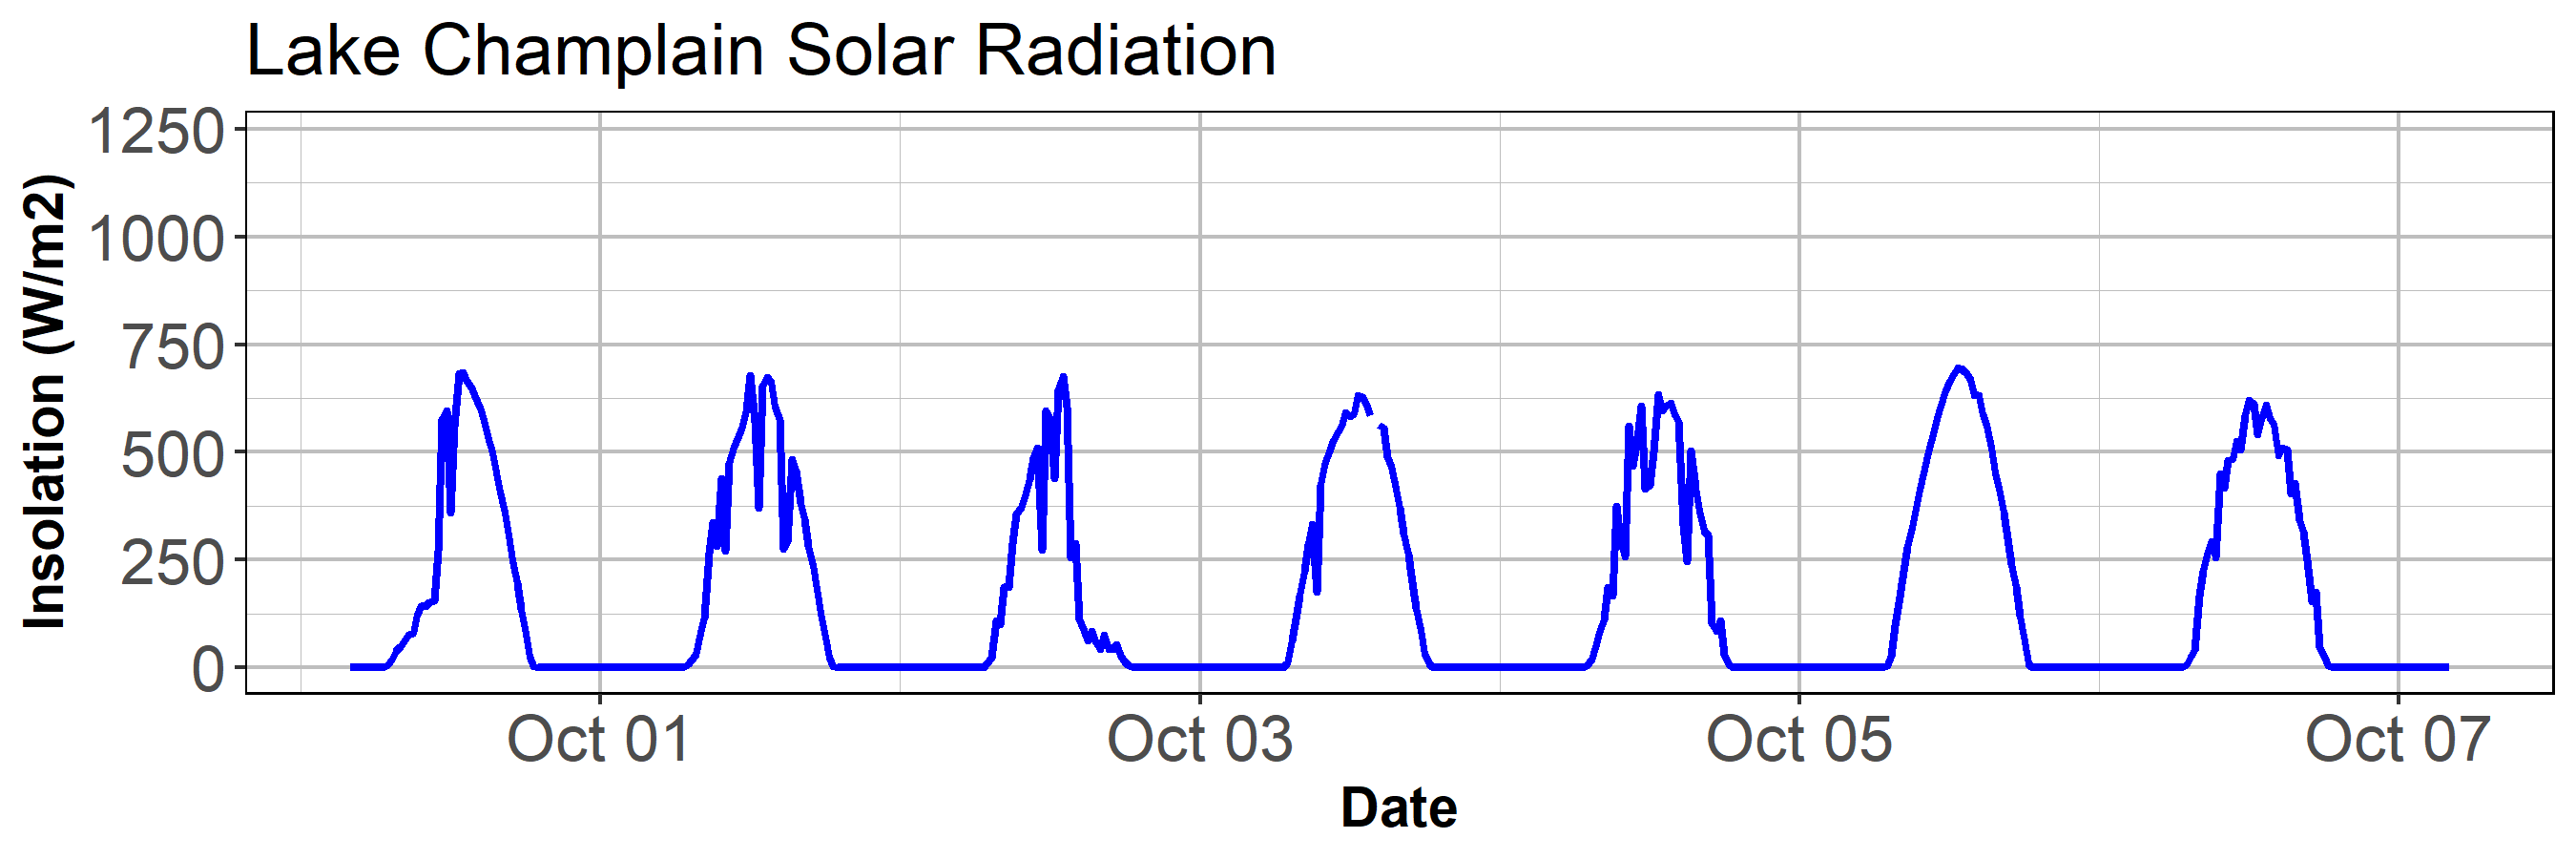 Lake Champlain Solar Radiation
Insolation (W/m2)
1250
1000
750
500
250
0
Oct 01 Oct 03 Oct 05 Oct 07
Date